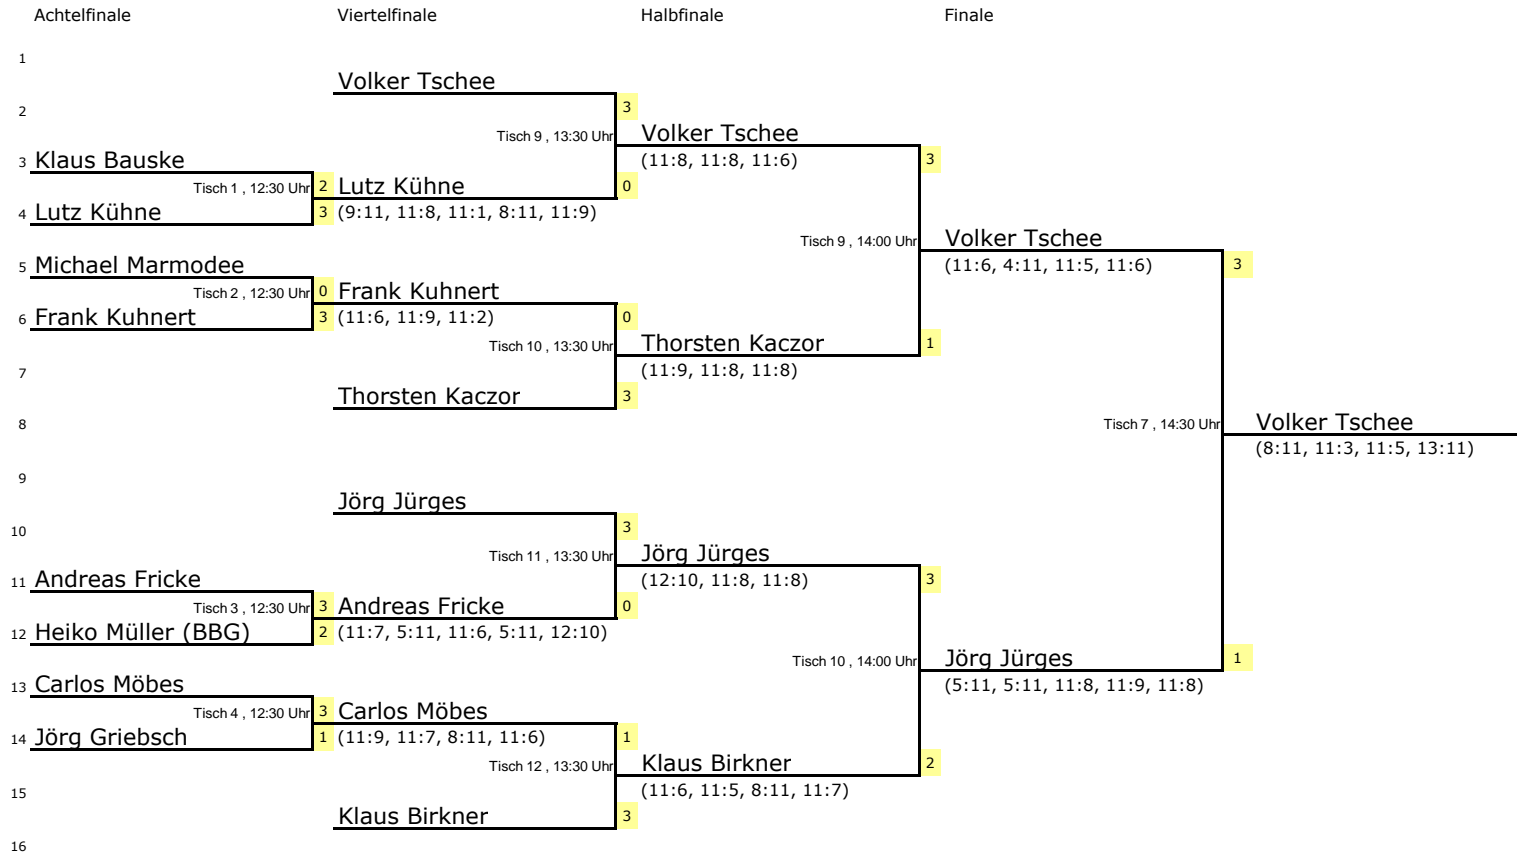 Achtelfinale Viertelfinale Halbfinale Finale
1
Volker Tschee
2 3
Tisch 9 , 13:30 Uhr Volker Tschee
3 Klaus Bauske (11:8, 11:8, 11:6) 3
Tisch 1 , 12:30 Uhr 2 Lutz Kühne 0
4 Lutz Kühne 3 (9:11, 11:8, 11:1, 8:11, 11:9)
Tisch 9 , 14:00 Uhr Volker Tschee
5 Michael Marmodee (11:6, 4:11, 11:5, 11:6) 3
Tisch 2 , 12:30 Uhr 0 Frank Kuhnert
6 Frank Kuhnert 3 (11:6, 11:9, 11:2) 0
Tisch 10 , 13:30 Uhr Thorsten Kaczor 1
7 (11:9, 11:8, 11:8)
Thorsten Kaczor 3
8 Tisch 7 , 14:30 Uhr Volker Tschee
(8:11, 11:3, 11:5, 13:11)
9
Jörg Jürges
10 3
Tisch 11 , 13:30 Uhr Jörg Jürges
11 Andreas Fricke (12:10, 11:8, 11:8) 3
Tisch 3 , 12:30 Uhr 3 Andreas Fricke 0
12 Heiko Müller (BBG) 2 (11:7, 5:11, 11:6, 5:11, 12:10)
Tisch 10 , 14:00 Uhr Jörg Jürges 1
13 Carlos Möbes (5:11, 5:11, 11:8, 11:9, 11:8)
Tisch 4 , 12:30 Uhr 3 Carlos Möbes
14 Jörg Griebsch 1 (11:9, 11:7, 8:11, 11:6) 1
Tisch 12 , 13:30 Uhr Klaus Birkner 2
15 (11:6, 11:5, 8:11, 11:7)
Klaus Birkner 3
16